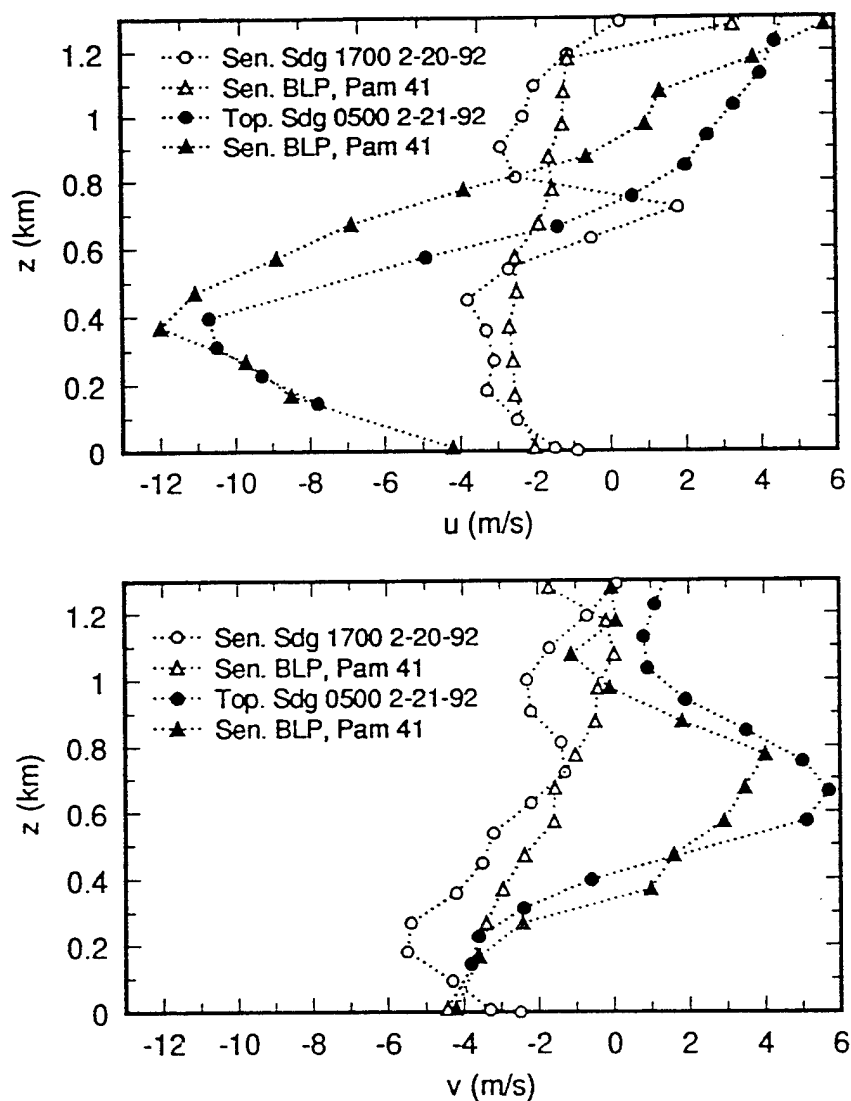 1.2
1
0.8
0.6
0.4
0.2
0
z (km)
Sen. Sdg 1700 2-20-92
Sen. BLP, Pam 41
Top. Sdg 0500 2-21-92
Sen. BLP, Pam 41
-12 -10 -8 -6 -4 -2 0 2 4 6
u (m/s)
1.2
1
0.8
0.6
0.4
0.2
0
z (km)
Sen. Sdg 1700 2-20-92
Sen. BLP, Pam 41
Top. Sdg 0500 2-21-92
Sen. BLP, Pam 41
-12 -10 -8 -6 -4 -2 0 2 4 6
v (m/s)